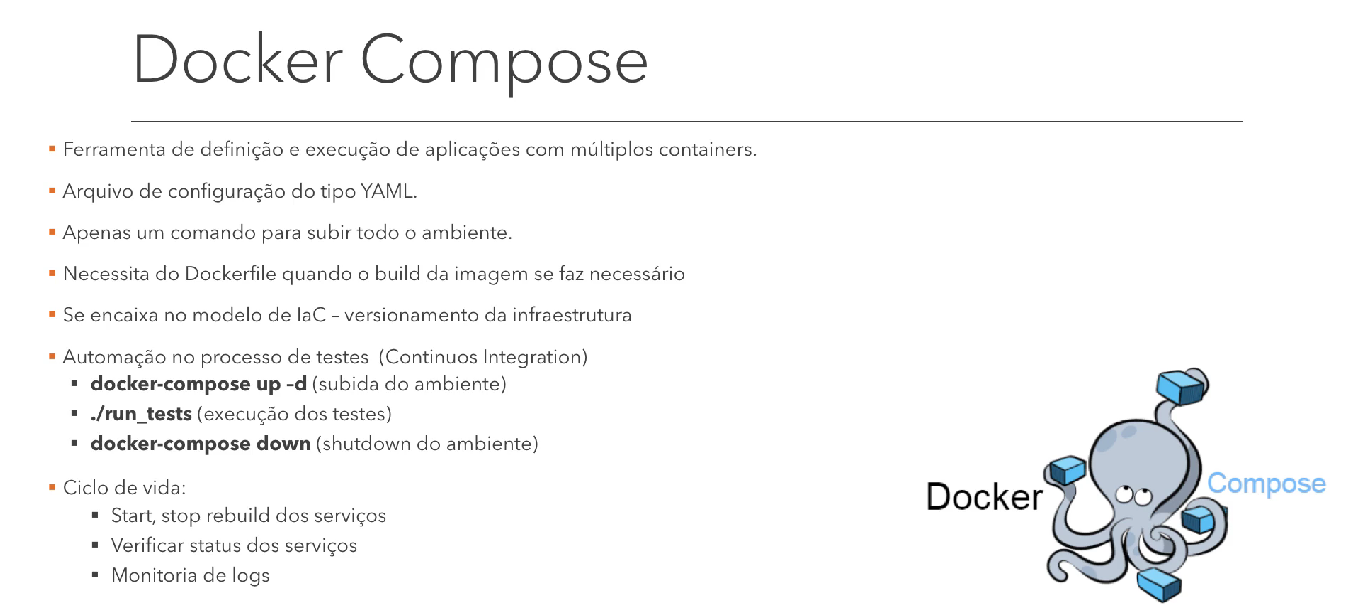 Docker Compose
▪ Ferramenta de definição e execução de aplicações com múltiplos containers.
▪ Arquivo de configuração do tipo YAML.
▪ Apenas um comando para subir todo o ambiente.
▪ Necessita do Dockerfile quando o build da imagem se faz necessário
▪ Se encaixa no modelo de IaC – versionamento da infraestrutura
▪ Automação no processo de testes (Continuos Integration)
▪ docker-compose up –d (subida do ambiente)
▪ ./run_tests (execução dos testes)
▪ docker-compose down (shutdown do ambiente)
▪ Ciclo de vida:
▪ Start, stop rebuild dos serviços
▪ Verificar status dos serviços
▪ Monitoria de logs
Docker Compose